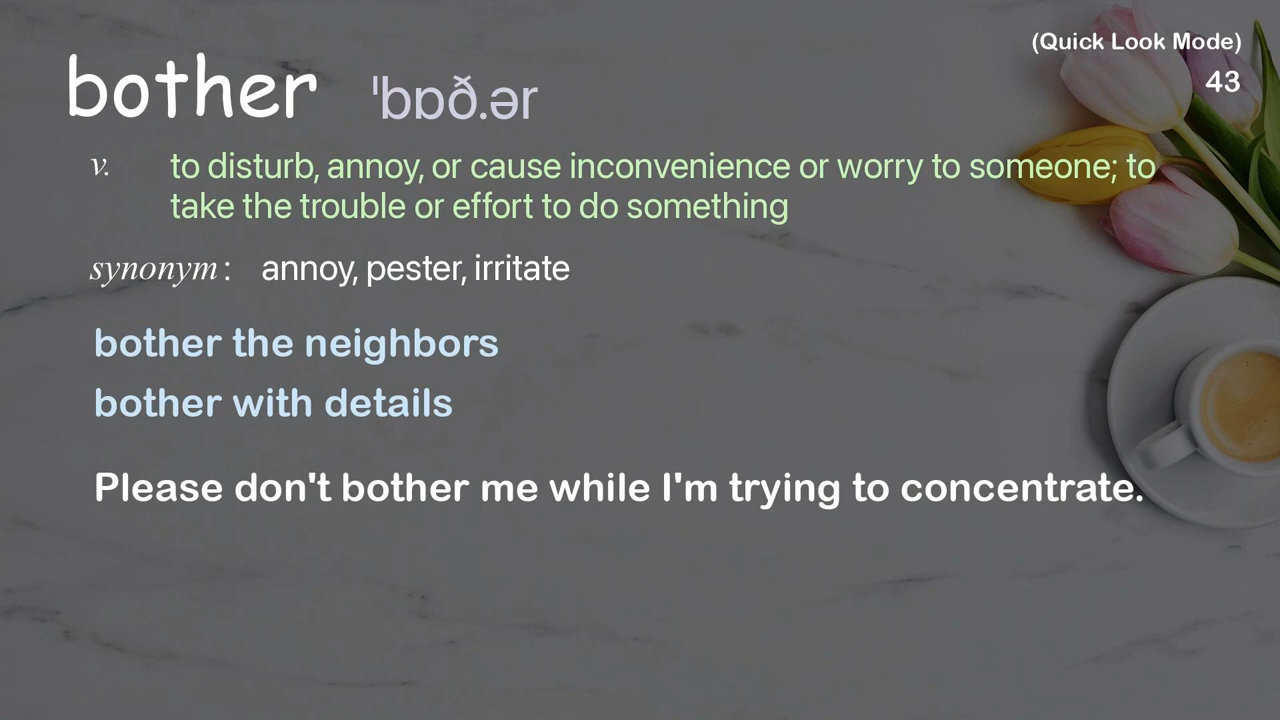 (Quick Look Mode)
43
bother ˈbɒð.ər
v. to disturb, annoy, or cause inconvenience or worry to someone; to
take the trouble or effort to do something
synonym: annoy, pester, irritate
bother the neighbors
bother with details
Please don't bother me while I'm trying to concentrate.